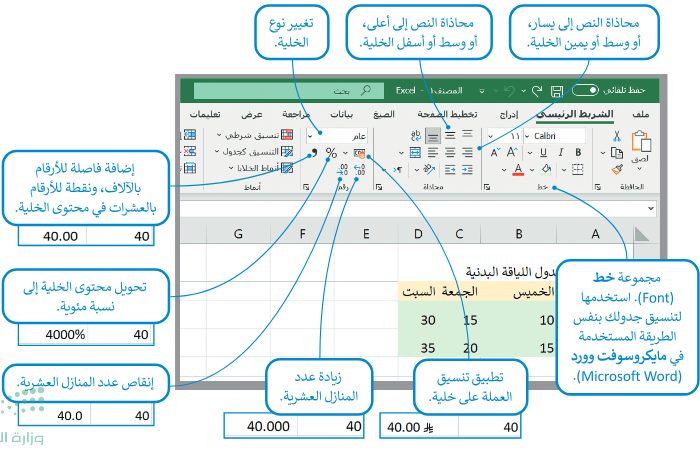 محاذاة النص إلى يسار،
أو وسط أو يمين الخلية.
محاذاة النص إلى أعلى،
أو وسط أو أسفل الخلية.
تغيير نوع
الخلية.
حفظ تلقائي
المصنف1 - Excel
بحث
ملف الشريط الرئيسي إدراج تخطيط الصفحة الصيغ بيانات مراجعة عرض تعليمات
لصق
الحافظة
Calibri ١١
خط
محاذاة
عام
رقم
تنسيق شرطي
التنسيق كجدول
أنماط الخلايا
أنماط
A B C D E F G
جدول اللياقة البدنية
الخميس الجمعة السبت
10 15 30
15 20 35
إضافة فاصلة للأرقام
بالآلاف، ونقطة للأرقام
بالعشرات في محتوى الخلية.
40 40.00
تحويل محتوى الخلية إلى
نسبة مئوية.
40 4000%
إنقاص عدد المنازل العشرية.
40 40.0
زيادة عدد
المنازل العشرية.
40 40.000
تطبيق تنسيق
العملة على خلية.
40 40.00
مجموعة خط
(Font). استخدمها
لتنسيق جدولك بنفس
الطريقة المستخدمة
في مايكروسوفت وورد
(Microsoft Word).
وزارة